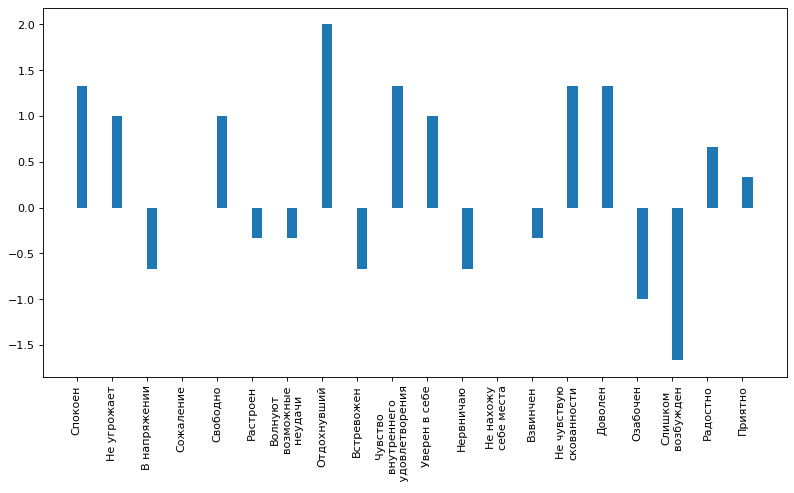 2.0
1.5
1.0
0.5
0.0
−0.5
−1.0
−1.5
Спокоен
Не угрожает
В напряжении
Сожаление
Свободно
Растроен
Волнуют
возможные
неудачи
Отдохнувший
Встревожен
Чувство
внутреннего
удовлетворения
Уверен в себе
Нервничаю
Не нахожу
себе места
Взвинчен
Не чувствую
скованности
Доволен
Озабочен
Слишком
возбужден
Радостно
Приятно